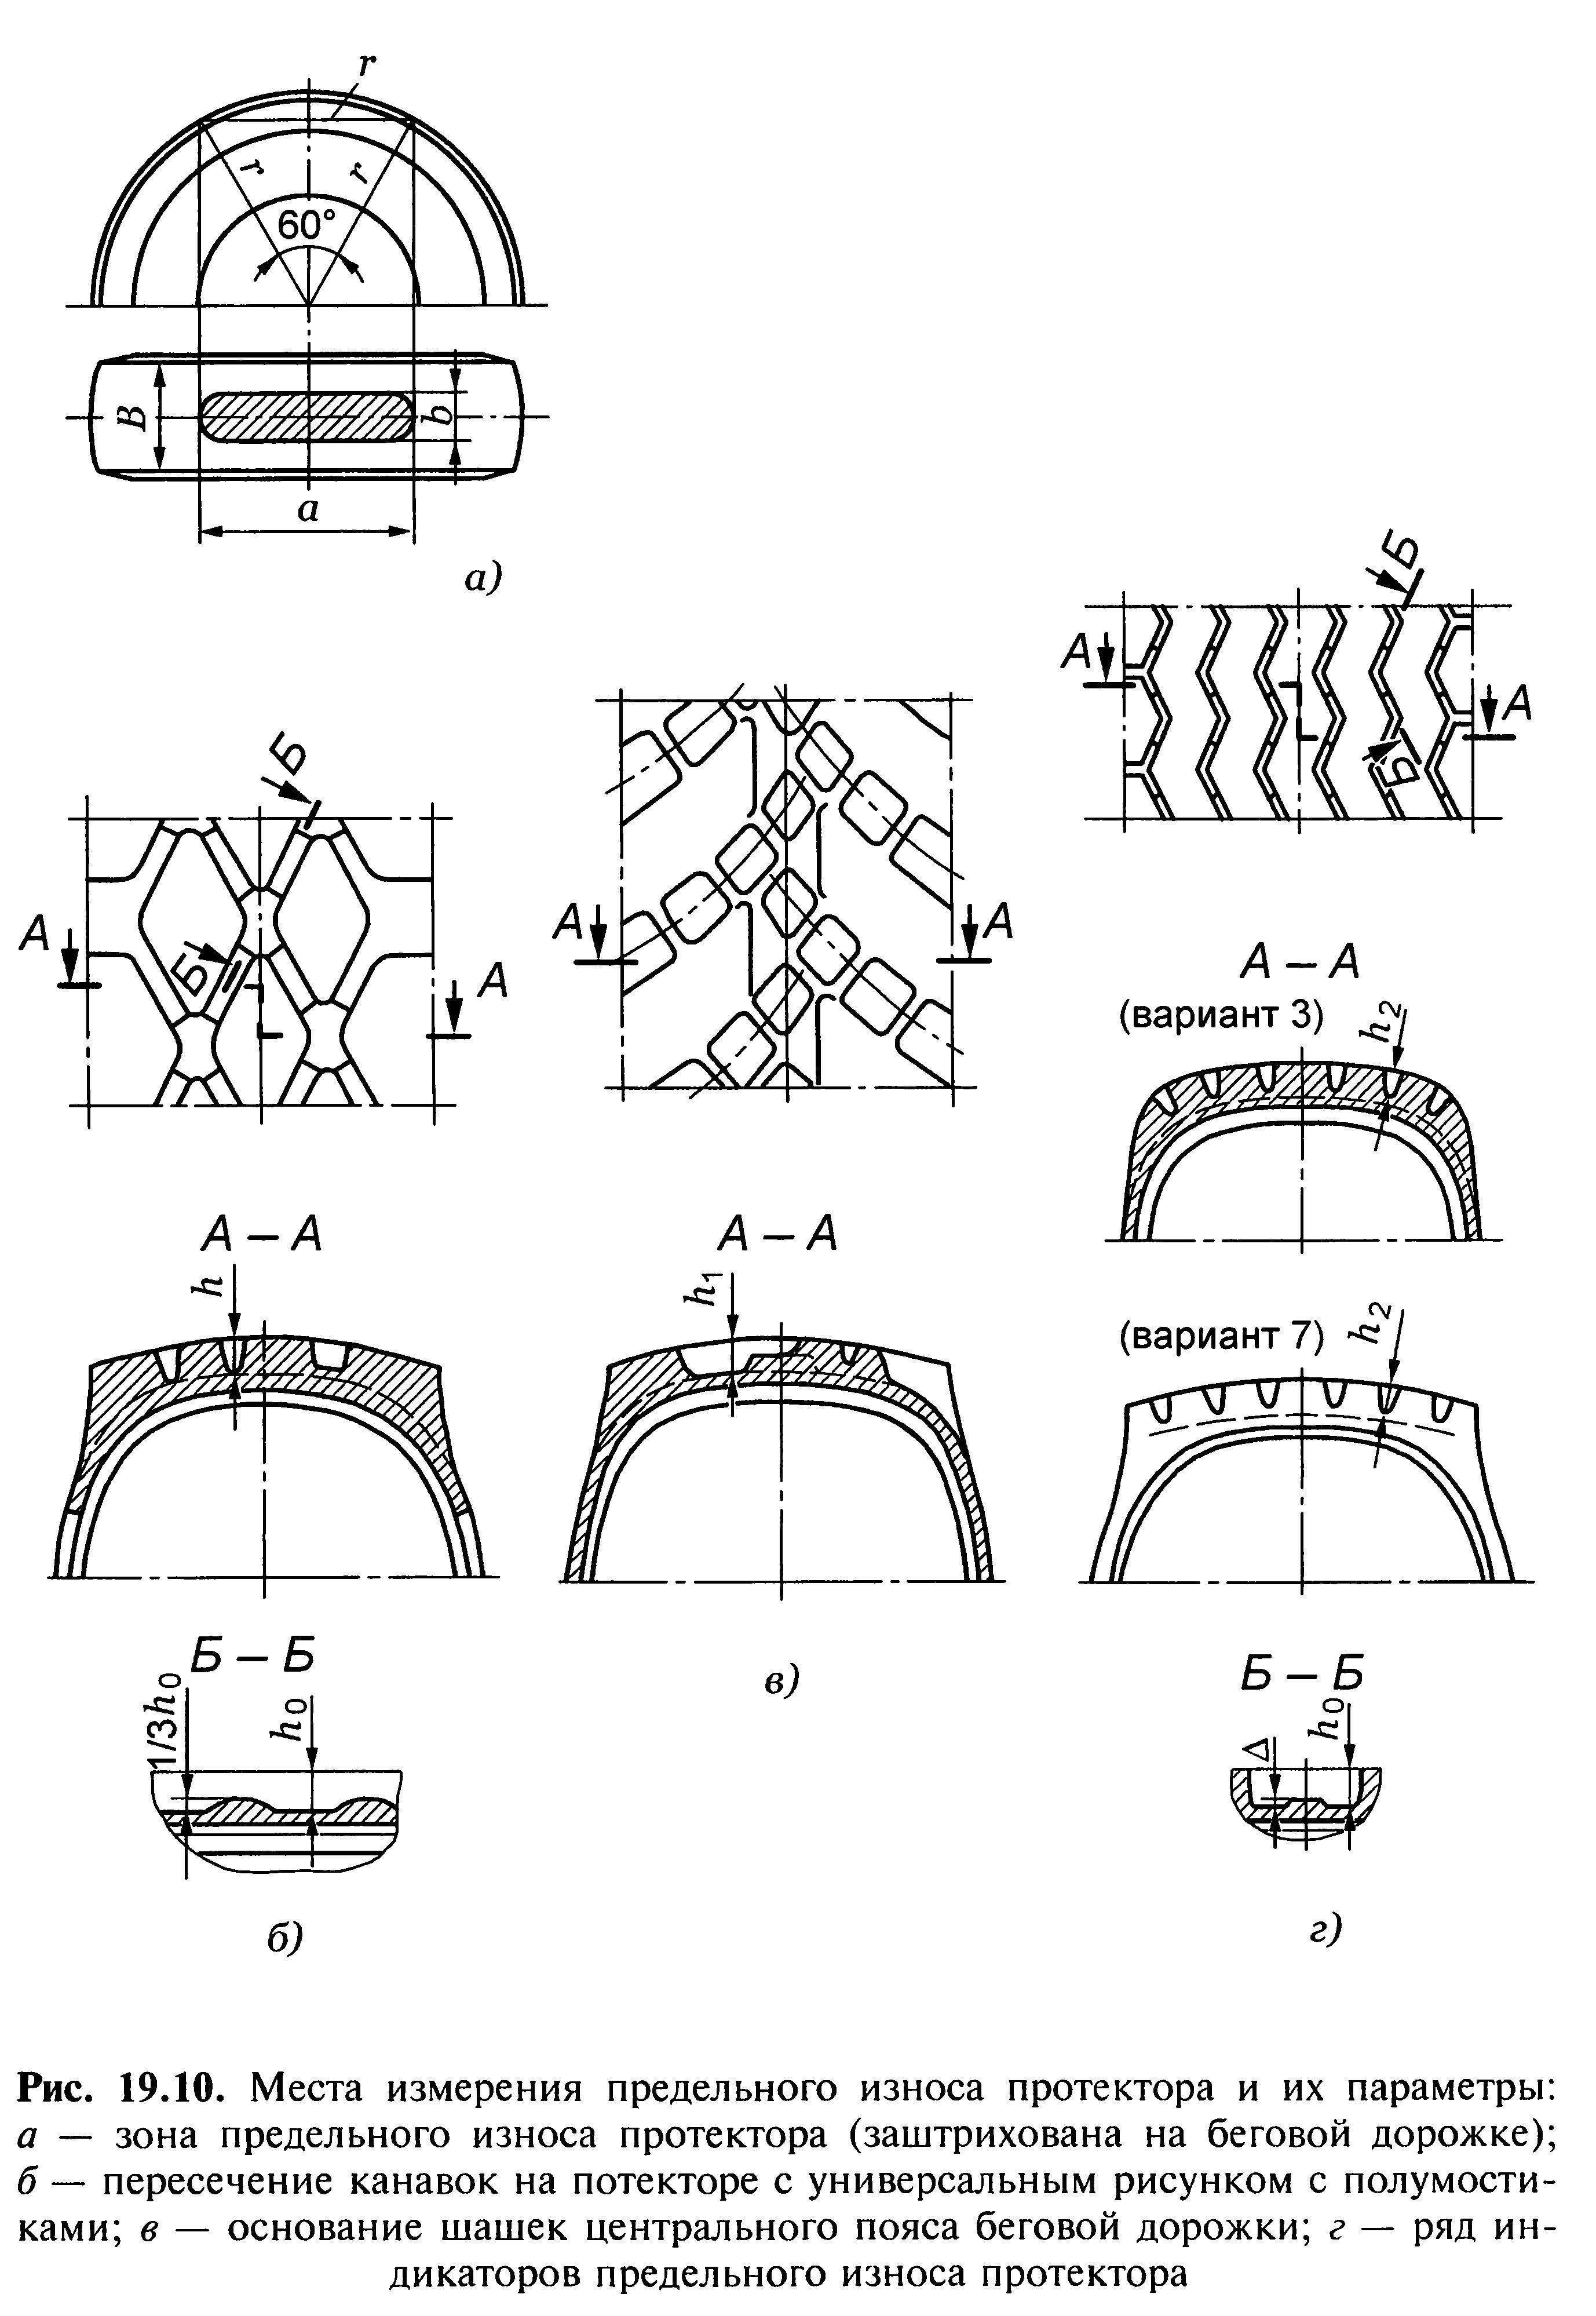 r
r
r
60°
B
b
a
а)
Б
А
А
Б
Б
А
Б
А
А
А
А – А
(вариант 3)
h2
А – А
h
А – А
h1
(вариант 7)
h2
Б – Б
1/3h0
h0
в)
Б – Б
Δ
h0
б)
г)
Рис. 19.10. Места измерения предельного износа протектора и их параметры:
а — зона предельного износа протектора (заштрихована на беговой дорожке);
б — пересечение канавок на потекторе с универсальным рисунком с полумости-
ками; в — основание шашек центрального пояса беговой дорожки; г — ряд ин-
дикаторов предельного износа протектора